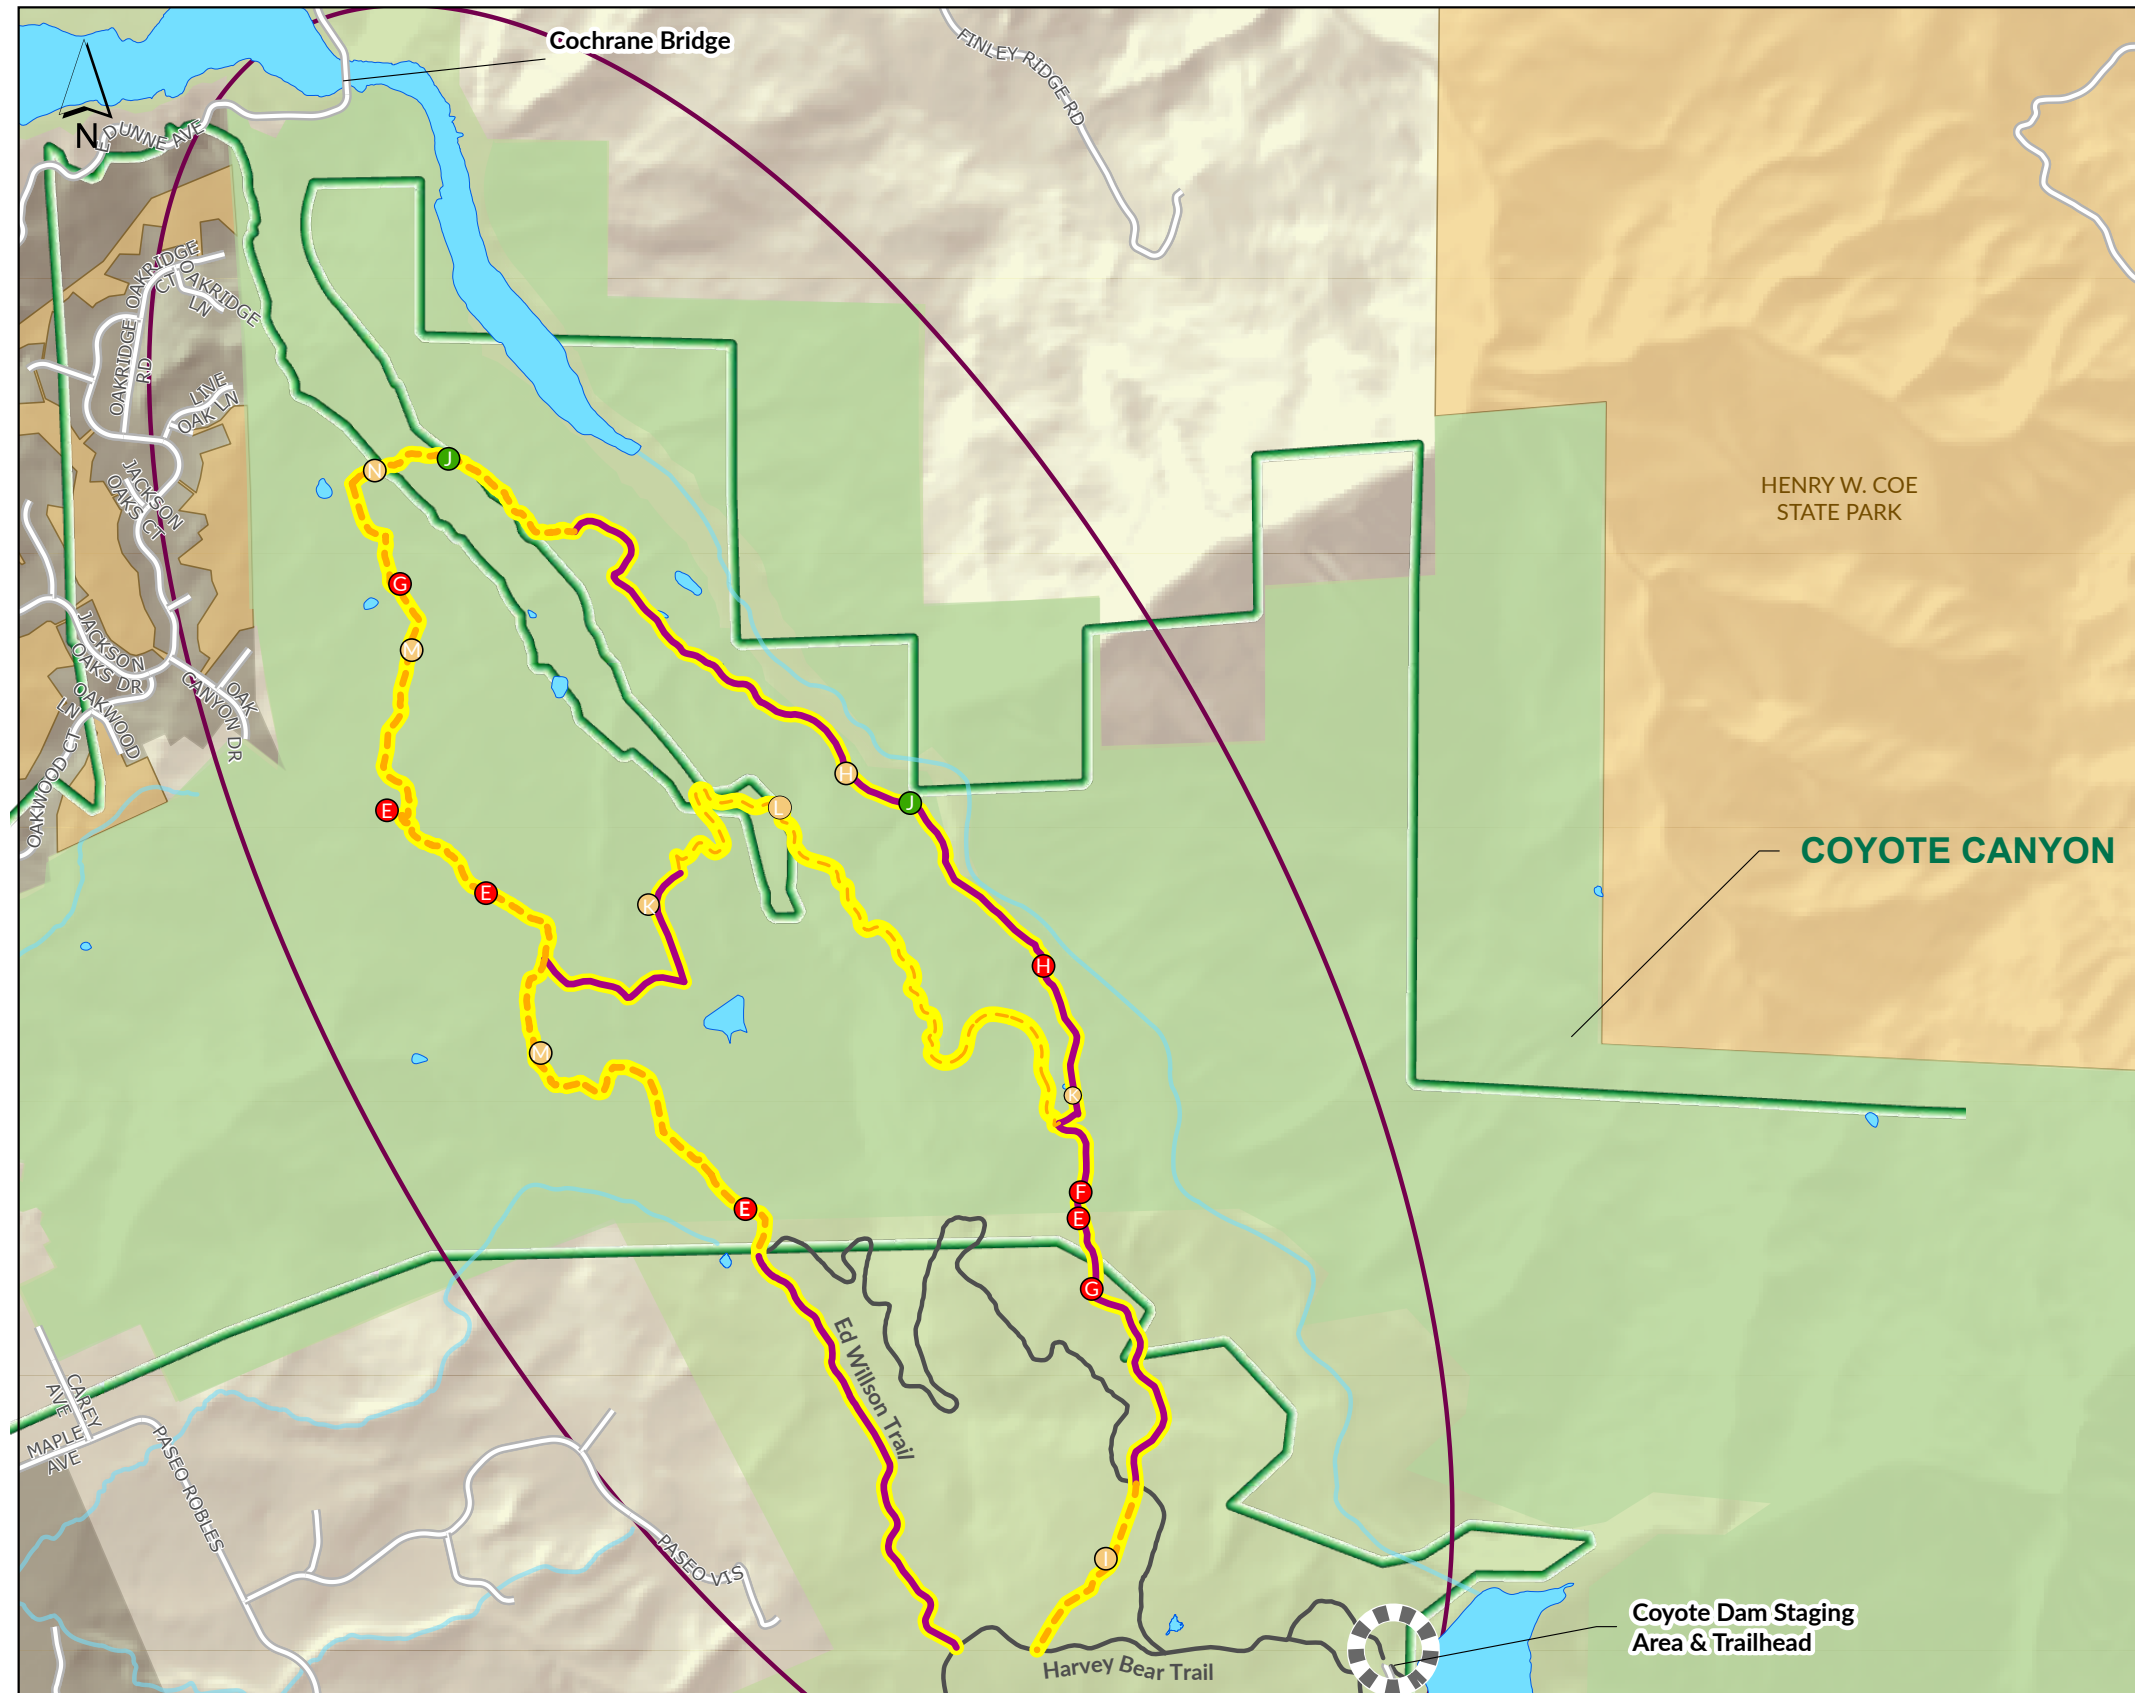 Cochrane Bridge
FINLEY RIDGE RD
N
E DUNNE AVE
OAKRIDGE
CT
OAKRIDGE
LN
OAKRIDGE
RD
LIVE
OAK LN
N
J
HENRY W. COE
STATE PARK
JACKSON
OAKS CT
G
JACKSON
OAKS DR
M
OAK
CANYON DR
OAKWOOD
LN
OAKWOOD CT
H
J
L
E
COYOTE CANYON
E
K
H
M
K
F
E
E
G
Ed Willson Trail
CAREY
AVE
MAPLE
AVE
E
PASEO ROBLES
PASEO VIS
I
Coyote Dam Staging
Area & Trailhead
Harvey Bear Trail